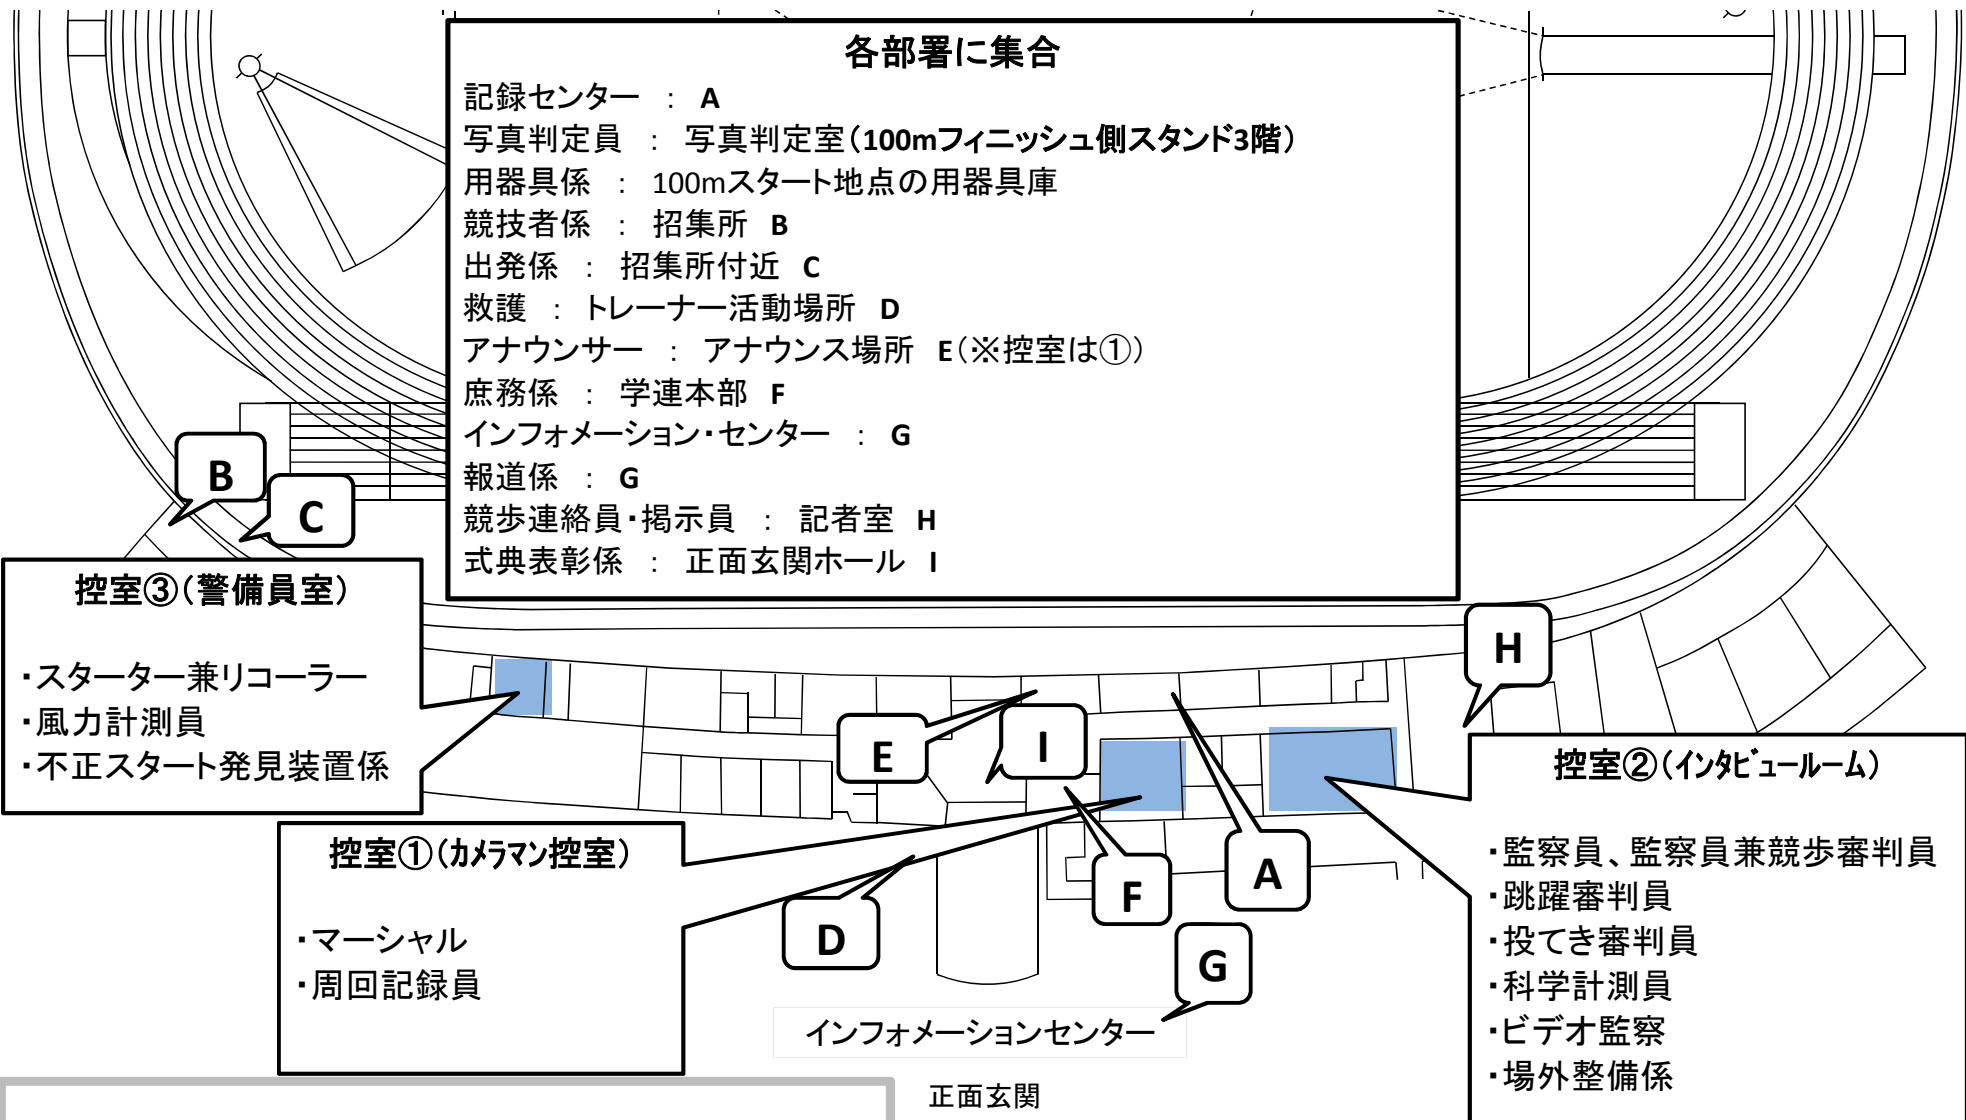 各部署に集合
記録センター ： A
写真判定員 ： 写真判定室（100mフィニッシュ側スタンド3階）
用器具係 ： 100mスタート地点の用器具庫
競技者係 ： 招集所 B
出発係 ： 招集所付近 C
救護 ： トレーナー活動場所 D
アナウンサー ： アナウンス場所 E（※控室は①）
庶務係 ： 学連本部 F
インフォメーション・センター ： G
報道係 ： G
競歩連絡員・掲示員 ： 記者室 H
式典表彰係 ： 正面玄関ホール I
B
C
控室③（警備員室）
・スターター兼リコーラー
・風力計測員
・不正スタート発見装置係
H
E
I
控室②（ｲﾝﾀﾋﾞｭｰルーム）
・監察員、監察員兼競歩審判員
・跳躍審判員
・投てき審判員
・科学計測員
・ビデオ監察
・場外整備係
控室①（ｶﾒﾗﾏﾝ控室）
・マーシャル
・周回記録員
A
F
D
G
インフォメーションセンター
正面玄関